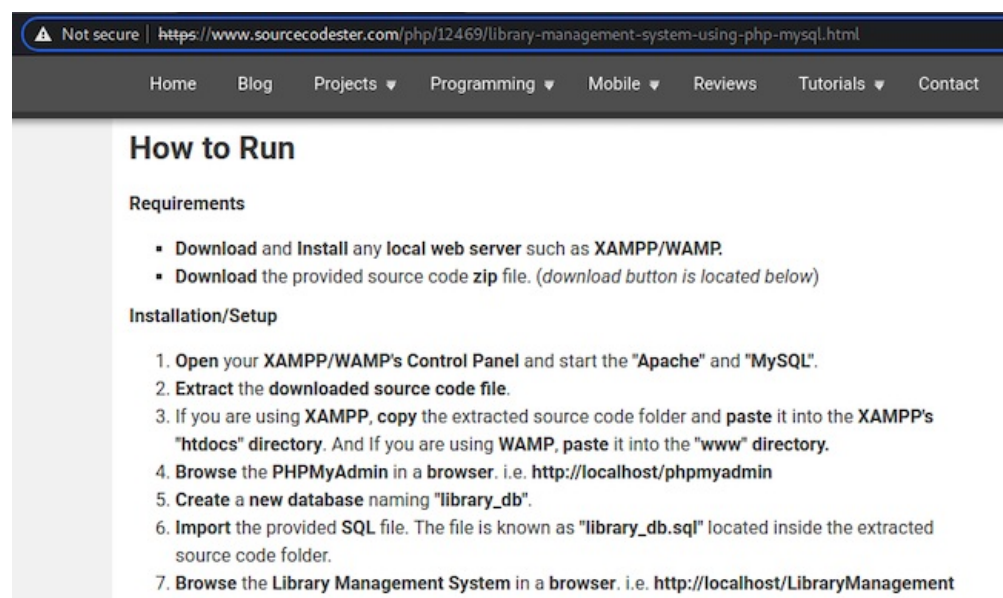 Not secure | https://www.sourcecodester.com/php/12469/library-management-system-using-php-mysql.html
Home Blog Projects Programming Mobile Reviews Tutorials Contact
How to Run
Requirements
▪ Download and Install any local web server such as XAMPP/WAMP.
▪ Download the provided source code zip file. (download button is located below)
Installation/Setup
1. Open your XAMPP/WAMP's Control Panel and start the "Apache" and "MySQL".
2. Extract the downloaded source code file.
3. If you are using XAMPP, copy the extracted source code folder and paste it into the XAMPP's
"htdocs" directory. And If you are using WAMP, paste it into the "www" directory.
4. Browse the PHPMyAdmin in a browser. i.e. http://localhost/phpmyadmin
5. Create a new database naming "library_db".
6. Import the provided SQL file. The file is known as "library_db.sql" located inside the extracted
source code folder.
7. Browse the Library Management System in a browser. i.e. http://localhost/LibraryManagement